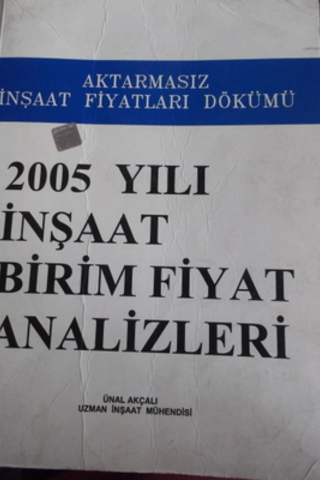 AKTARMASIZ
İNŞAAT FİYATLARI DÖKÜMÜ
2005 YILI
İNŞAAT
BİRİM FİYAT
ANALİZLERİ
ÜNAL AKÇALI
UZMAN İNŞAAT MÜHENDİSİ